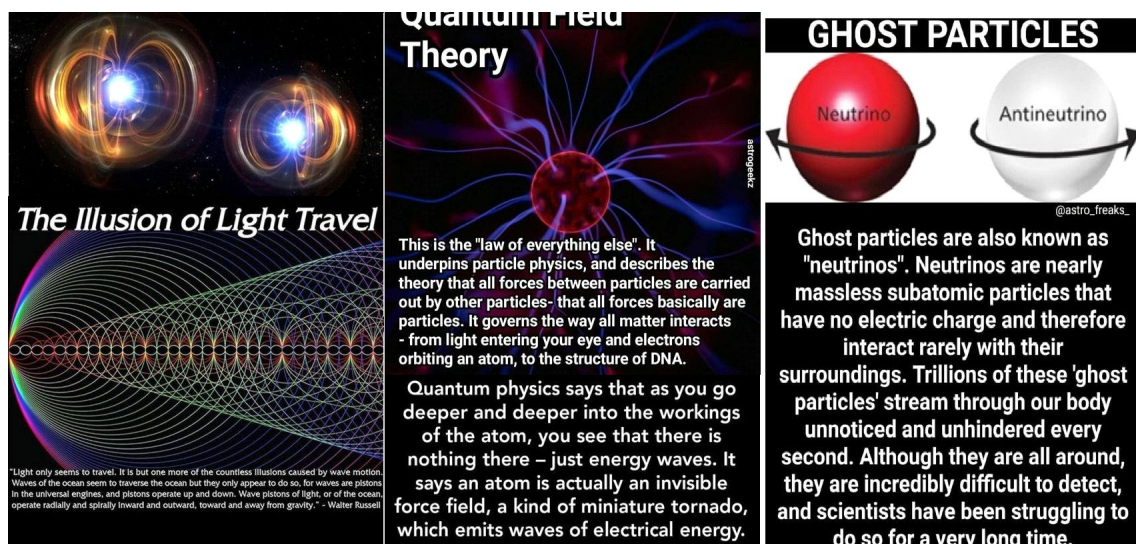 The Illusion of Light Travel
"Light only seems to travel. It is but one more of the countless illusions caused by wave motion.
Waves of the ocean seem to traverse the ocean but they only appear to do so, for waves are pistons
in the universal engines, and pistons operate up and down. Wave pistons of light, or of the ocean,
operate radially and spirally inward and outward, toward and away from gravity." - Walter Russell
Quantum Field
Theory
astrogeekz
This is the "law of everything else". It
underpins particle physics, and describes the
theory that all forces between particles are carried
out by other particles- that all forces basically are
particles. It governs the way all matter interacts
- from light entering your eye and electrons
orbiting an atom, to the structure of DNA.
Quantum physics says that as you go
deeper and deeper into the workings
of the atom, you see that there is
nothing there – just energy waves. It
says an atom is actually an invisible
force field, a kind of miniature tornado,
which emits waves of electrical energy.
GHOST PARTICLES
Neutrino
Antineutrino
@astro_freaks_
Ghost particles are also known as
"neutrinos". Neutrinos are nearly
massless subatomic particles that
have no electric charge and therefore
interact rarely with their
surroundings. Trillions of these 'ghost
particles' stream through our body
unnoticed and unhindered every
second. Although they are all around,
they are incredibly difficult to detect,
and scientists have been struggling to
do so for a very long time.